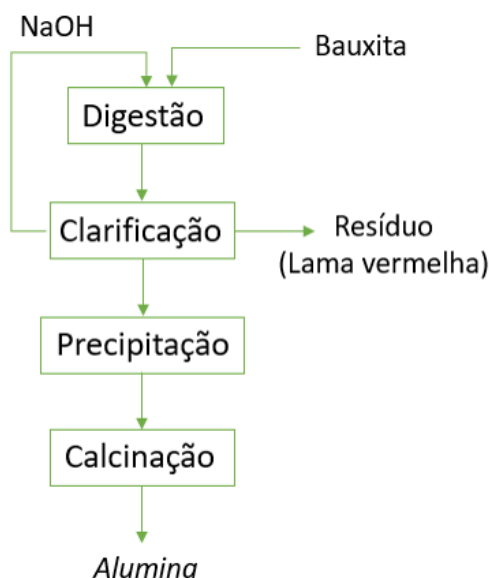 NaOH
Bauxita
Digestão
Clarificação
Resíduo
(Lama vermelha)
Precipitação
Calcinação
Alumina